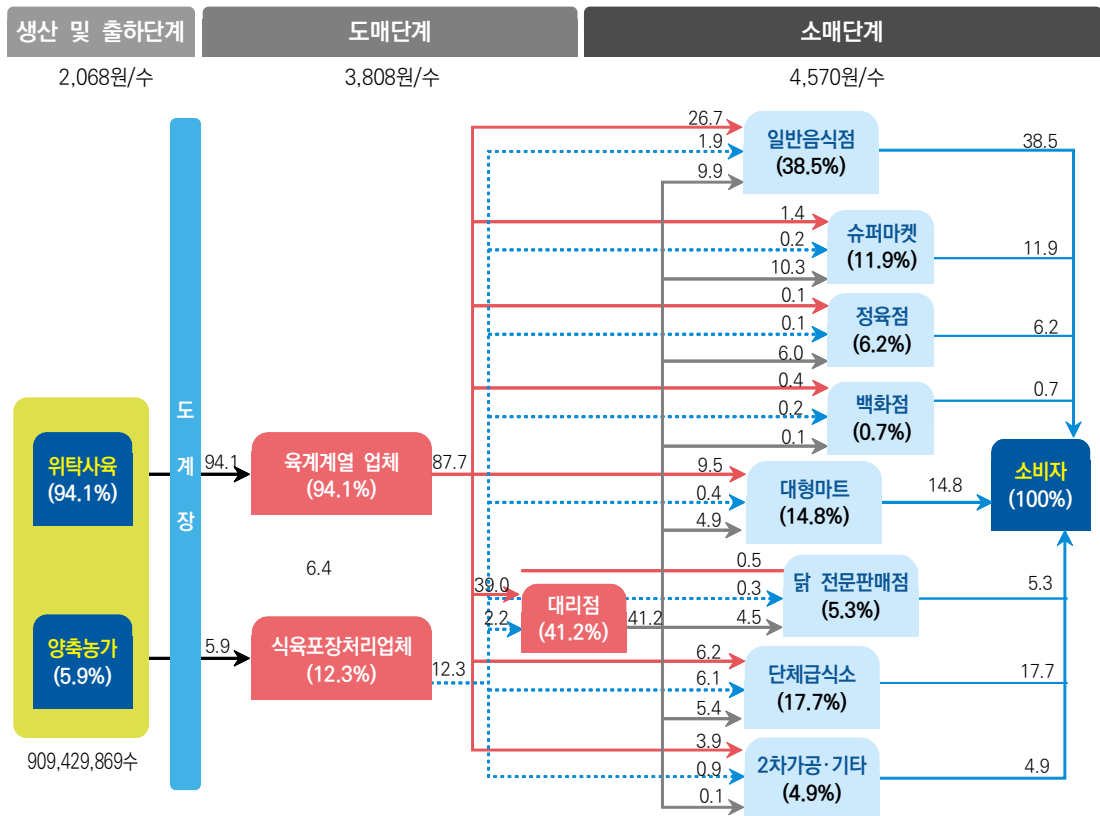 생산 및 출하단계
도매단계
소매단계
2,068원/수
3,808원/수
4,570원/수
26.7
1.9
9.9
일반음식점
(38.5%)
38.5
1.4
0.2
10.3
슈퍼마켓
(11.9%)
11.9
0.1
0.1
6.0
정육점
(6.2%)
6.2
0.4
0.2
0.1
백화점
(0.7%)
0.7
도
계
장
위탁사육
(94.1%)
94.1
육계계열 업체
(94.1%)
87.7
9.5
0.4
4.9
대형마트
(14.8%)
14.8
소비자
(100%)
6.4
39.0
2.2
대리점
(41.2%)
41.2
0.5
0.3
4.5
닭 전문판매점
(5.3%)
5.3
양축농가
(5.9%)
5.9
식육포장처리업체
(12.3%)
12.3
6.2
6.1
5.4
단체급식소
(17.7%)
17.7
3.9
0.9
0.1
2차가공·기타
(4.9%)
4.9
909,429,869수